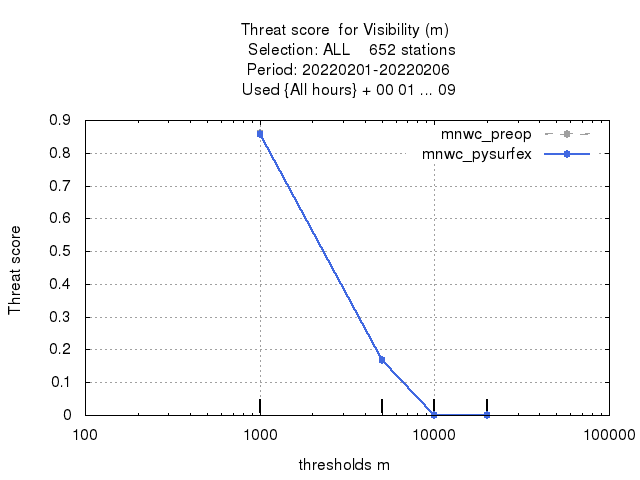 Threat score  for Visibility (m)
Selection: ALL    652 stations
Period: 20220201-20220206
Used {All hours} + 00 01 ... 09
mnwc_preop
mnwc_pysurfex
0.9
0.8
0.7
0.6
0.5
0.4
0.3
0.2
0.1
0
Threat score
100
1000
10000
100000
thresholds m